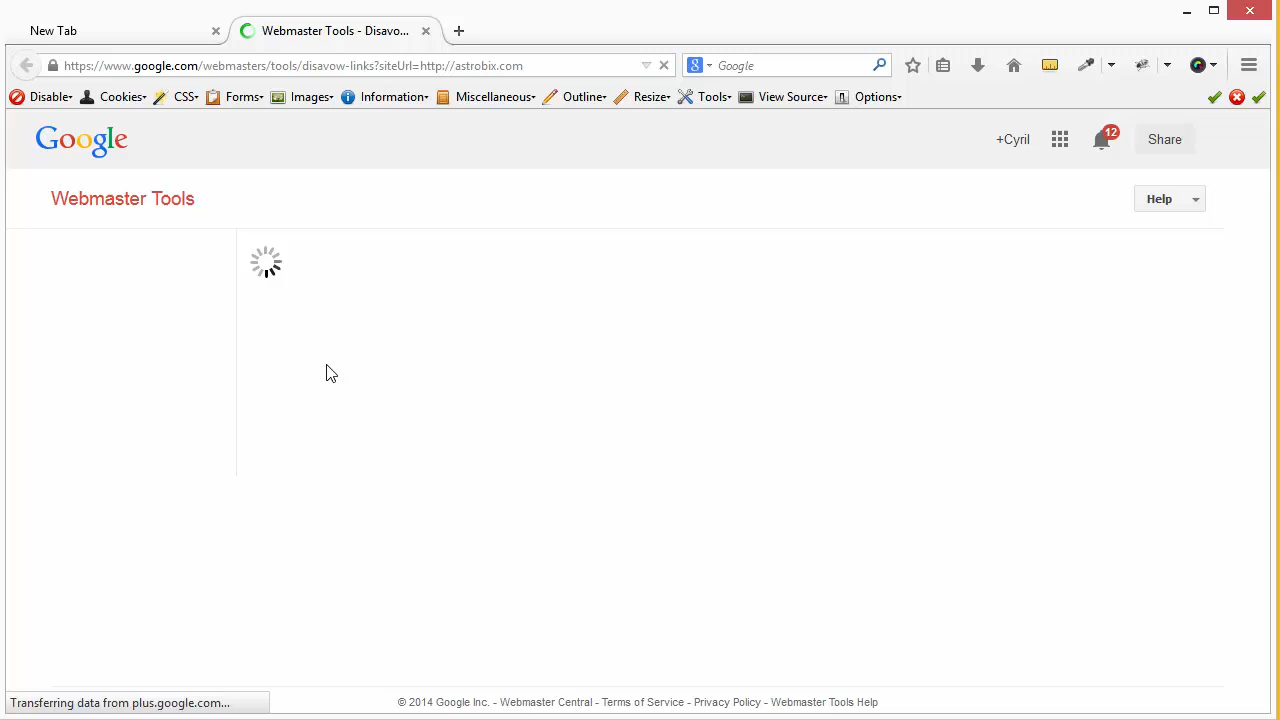 New Tab
Webmaster Tools - Disavo...
https://www.google.com/webmasters/tools/disavow-links?siteUrl=http://astrobix.com
Google
Disable Cookies CSS Forms Images Information Miscellaneous Outline Resize Tools View Source Options
Google
+Cyril
12
Share
Webmaster Tools
Help
Transferring data from plus.google.com...
© 2014 Google Inc. - Webmaster Central - Terms of Service - Privacy Policy - Webmaster Tools Help